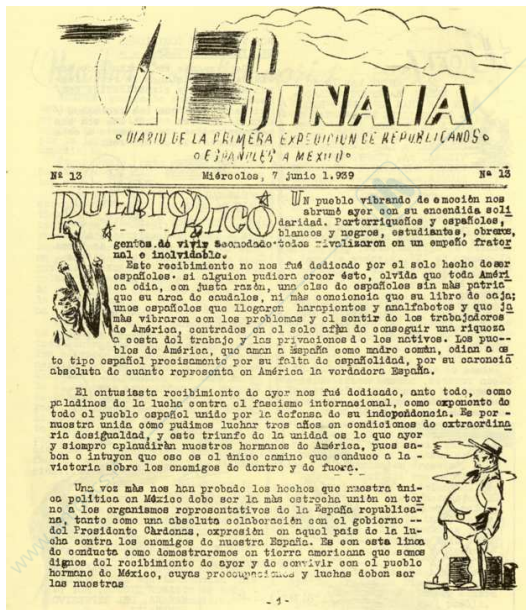 SINAIA
DIARIO DE LA PRIMERA EXPEDICION DE REPUBLICANOS
ESPAÑOLES A MEXICO
Nº 13 Miércoles, 7 junio 1.939 Nº 13
PUERTO RICO
UN pueblo vibrando de emoción nos
abrumó ayer con su encendida soli
daridad. Portorriqueños y españoles,
blancos y negros, estudiantes, obreros,
gentes de vivir acomodado tolos rivalizaron en un empeño frater
nal e inolvidable.
Este recibimiento no nos fué dedicado por el solo hecho de ser
españoles. si alguien pudiera creer ésto, olvida que toda Améri
ca odia, con justa razón, una clase de españoles sin más patria
que su arca de caudales, ni más conciencia que su libro de caja;
unos españoles que llegaron harapientos y analfabetos y que ja
más vibraron con los problemas y el sentir de los trabajadores
de América, centrados en el solo afán de conseguir una riqueza
a costa del trabajo y las privaciones de los nativos. Los pue--
blos de América, que aman a España como madre común, odian a es
te tipo español precisamente por su falta de españolidad, por su carencia
absoluta de cuanto representa en América la verdadera España.
El entusiasta recibimiento de ayer nos fué dedicado, ante todo, como
paladines de la lucha contra el fascismo internacional, como exponente de
todo el pueblo español unido por la defensa de su independencia. Es por -
nuestra unida cómo pudimos luchar tres años en condiciones de extraordina
ria desigualdad, y este triunfo de la unidad es lo que ayer
y siempre aplaudirán nuestros hermanos de América, pues sa-
ben o intuyen que eso es el único camino que conduce a la -
victoria sobre los enemigos de dentro y de fuera.
Una vez más nos han probado los hechos que nuestra úni-
ca política en México debe ser la más estrecha unión en tor
no a los organismos representativos de la España republica-
na, tanto como una absoluta colaboración con el gobierno --
del Presidente Cárdenas, expresión en aquel país de la lu-
cha contra los enemigos de nuestra España. Es con esta línea
de conducta como demostraremos en tierra americana que somos
dignos del recibimiento de ayer y de convivir con el pueblo
hermano de México, cuyas preocupaciones y luchas deben ser
las nuestras
-1-